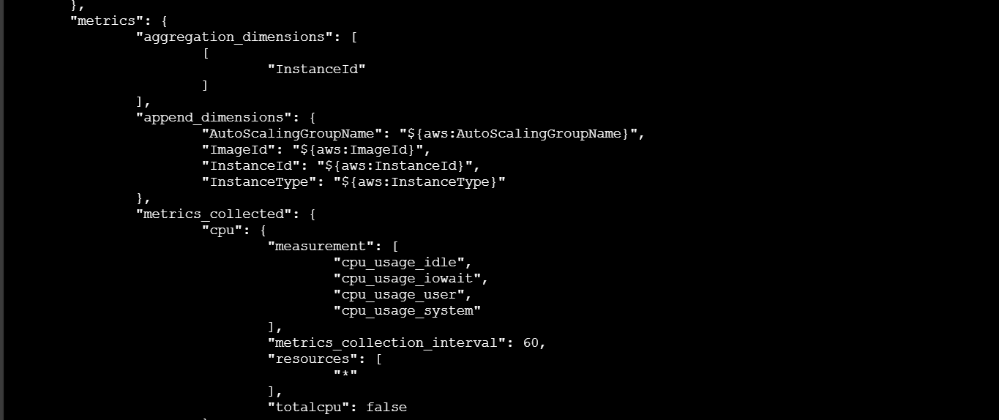 },
"metrics": {
"aggregation_dimensions": [
[
"InstanceId"
]
],
"append_dimensions": {
"AutoScalingGroupName": "${aws:AutoScalingGroupName}",
"ImageId": "${aws:ImageId}",
"InstanceId": "${aws:InstanceId}",
"InstanceType": "${aws:InstanceType}"
},
"metrics_collected": {
"cpu": {
"measurement": [
"cpu_usage_idle",
"cpu_usage_iowait",
"cpu_usage_user",
"cpu_usage_system"
],
"metrics_collection_interval": 60,
"resources": [
"*"
],
"totalcpu": false